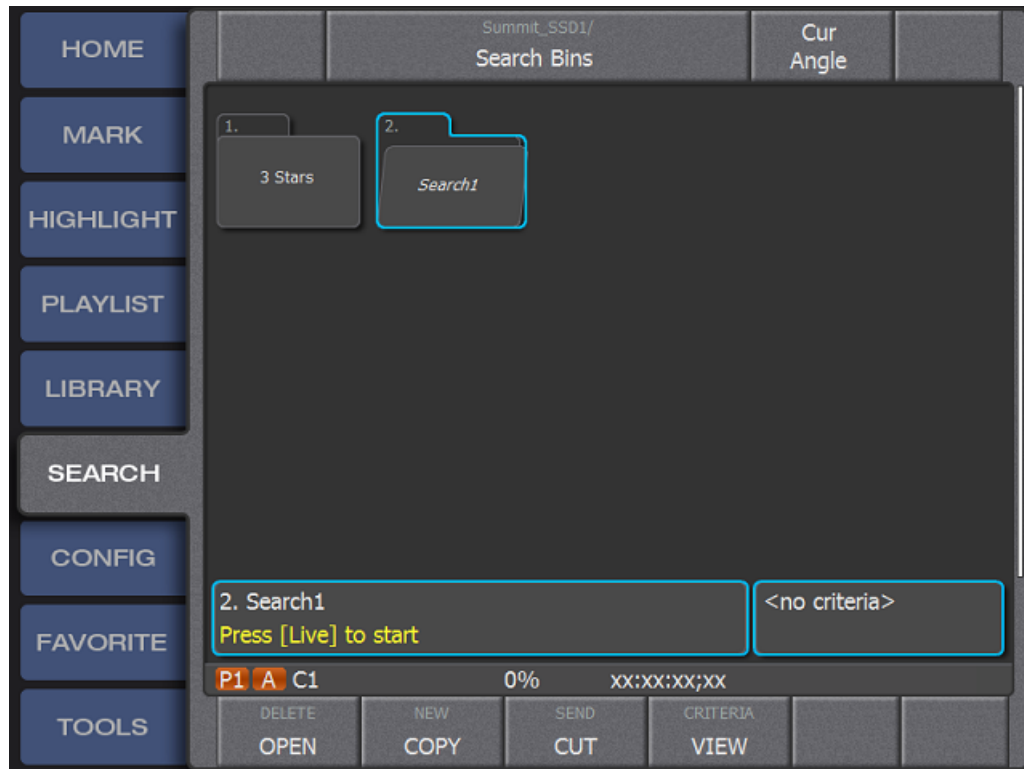 HOME
MARK
HIGHLIGHT
PLAYLIST
LIBRARY
SEARCH
CONFIG
FAVORITE
TOOLS
Summit_SSD1/
Search Bins
Cur
Angle
1.
3 Stars
2.
Search1
2. Search1
Press [Live] to start
<no criteria>
P1 A C1 0% xx:xx:xx;xx
DELETE NEW SEND CRITERIA
OPEN COPY CUT VIEW